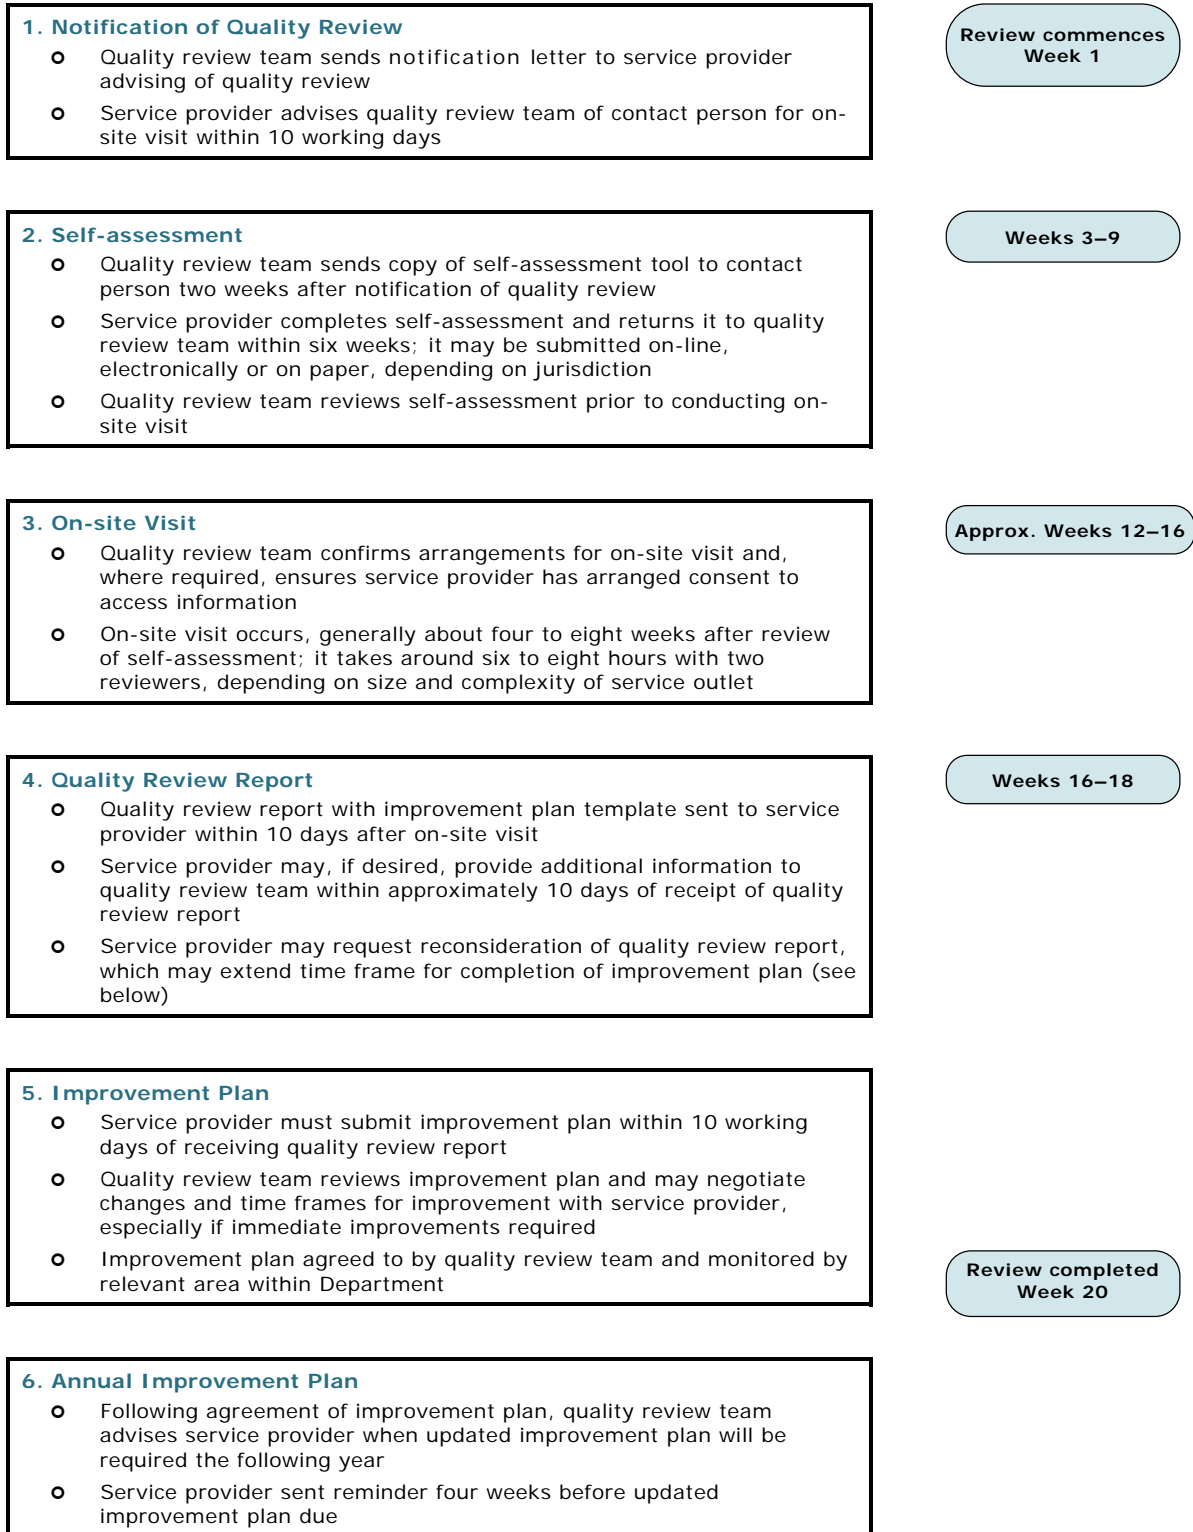 1. Notification of Quality Review
Review commences
Week 1
o Quality review team sends notification letter to service provider
advising of quality review
o Service provider advises quality review team of contact person for on-
site visit within 10 working days
2. Self-assessment
Weeks 3–9
o Quality review team sends copy of self-assessment tool to contact
person two weeks after notification of quality review
o Service provider completes self-assessment and returns it to quality
review team within six weeks; it may be submitted on-line,
electronically or on paper, depending on jurisdiction
o Quality review team reviews self-assessment prior to conducting on-
site visit
3. On-site Visit
Approx. Weeks 12–16
o Quality review team confirms arrangements for on-site visit and,
where required, ensures service provider has arranged consent to
access information
o On-site visit occurs, generally about four to eight weeks after review
of self-assessment; it takes around six to eight hours with two
reviewers, depending on size and complexity of service outlet
4. Quality Review Report
Weeks 16–18
o Quality review report with improvement plan template sent to service
provider within 10 days after on-site visit
o Service provider may, if desired, provide additional information to
quality review team within approximately 10 days of receipt of quality
review report
o Service provider may request reconsideration of quality review report,
which may extend time frame for completion of improvement plan (see
below)
5. Improvement Plan
o Service provider must submit improvement plan within 10 working
days of receiving quality review report
o Quality review team reviews improvement plan and may negotiate
changes and time frames for improvement with service provider,
especially if immediate improvements required
o Improvement plan agreed to by quality review team and monitored by
relevant area within Department
Review completed
Week 20
6. Annual Improvement Plan
o Following agreement of improvement plan, quality review team
advises service provider when updated improvement plan will be
required the following year
o Service provider sent reminder four weeks before updated
improvement plan due